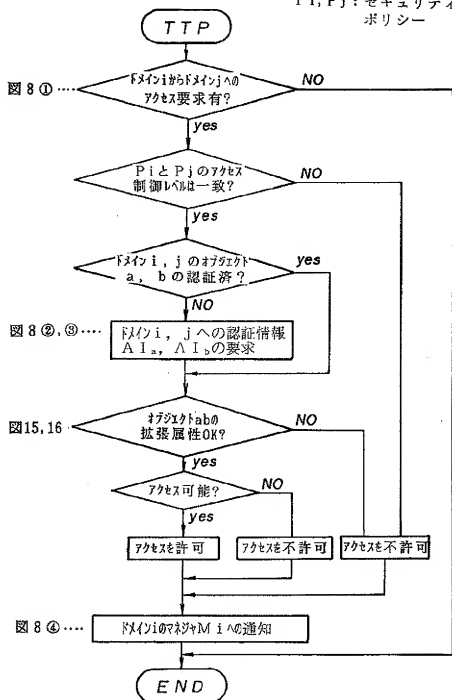 Pi, Pj：セキュリティ
ポリシー
TTP
図8①‥‥
ドメインiからドメインjへの
アクセス要求有?
NO
yes
PiとPjのアクセス
制御レベルは一致?
NO
yes
ドメインi, jのオブジェクト
a, bの認証済?
yes
NO
図8②,③‥‥
ドメインi, jへの認証情報
AIa, AIbの要求
図15,16
オブジェクトabの
拡張属性OK?
NO
yes
アクセス可能?
NO
yes
アクセスを許可
アクセスを不許可
アクセスを不許可
図8④‥‥
ドメインiのマネジャMiへの通知
END